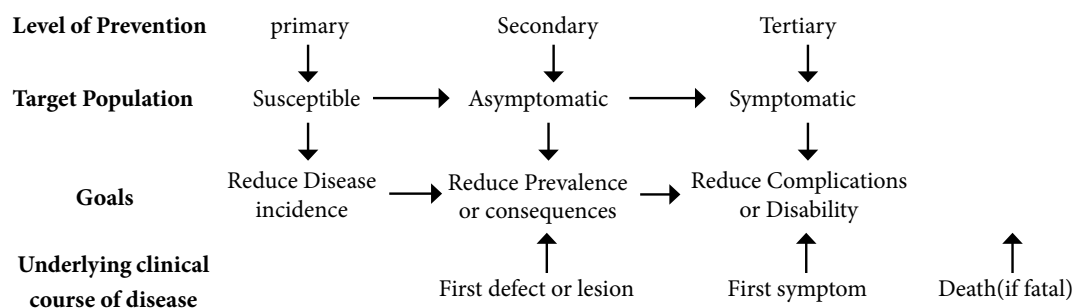 Level of Prevention primary Secondary Tertiary
Target Population Susceptible Asymptomatic Symptomatic
Goals
Reduce Disease
incidence
Reduce Prevalence
or consequences
Reduce Complications
or Disability
Underlying clinical
course of disease
First defect or lesion
First symptom
Death(if fatal)